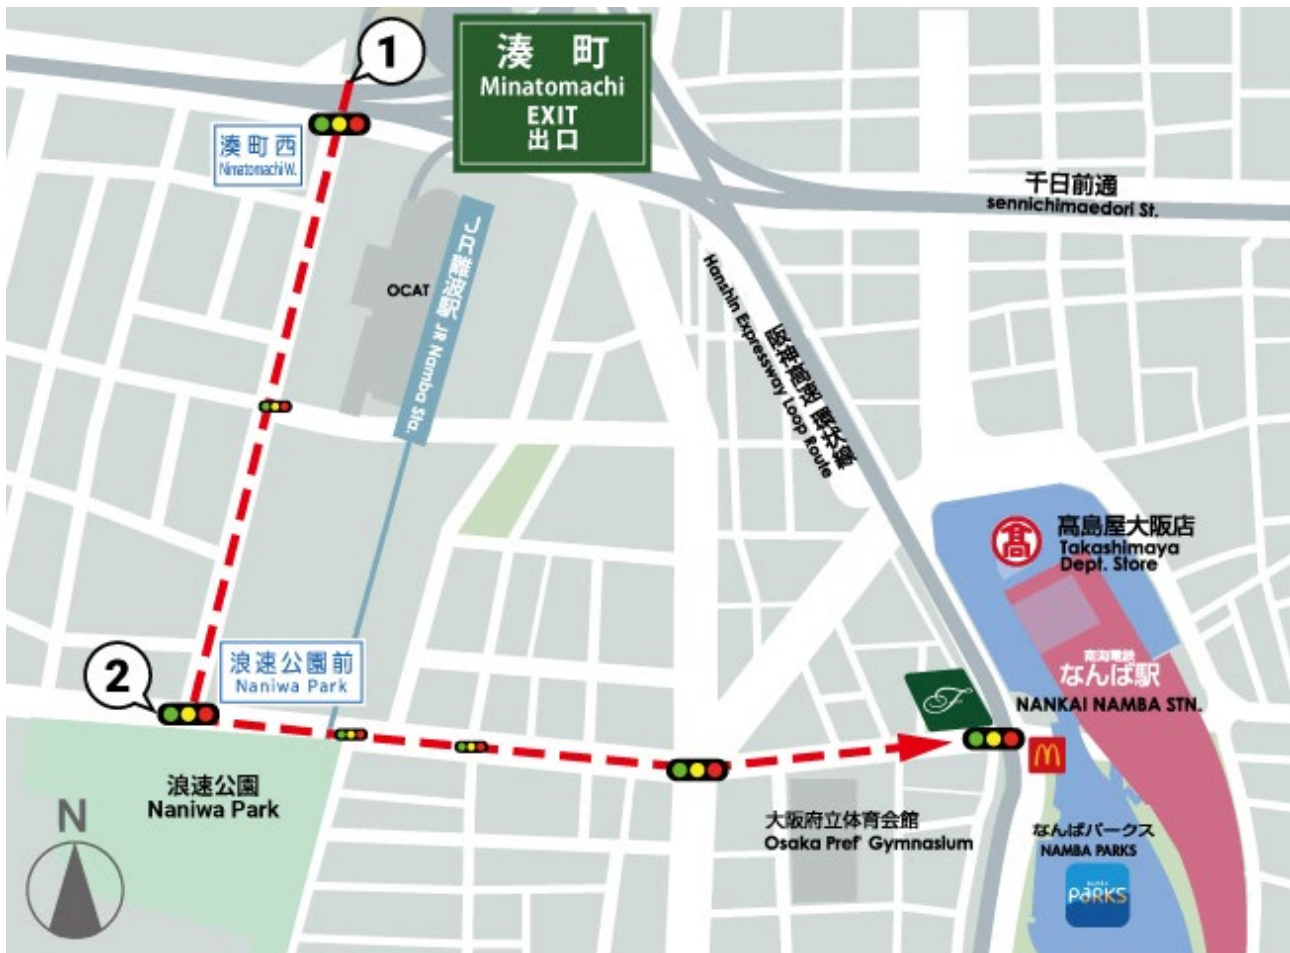 1
湊 町
Minatomachi
EXIT
出口
湊町西
Nimatomachi W.
千日前通
sennichimaedori St.
JR難波駅 JR Namba Sta.
OCAT
阪神高速 環状線
Hanshin Expressway Loop Route
髙
髙島屋大阪店
Takashimaya
Dept. Store
南海電鉄
なんば駅
NANKAI NAMBA STN.
2
浪速公園前
Naniwa Park
浪速公園
Naniwa Park
N
大阪府立体育会館
Osaka Pref' Gymnasium
なんばパークス
NAMBA PARKS
PARKS